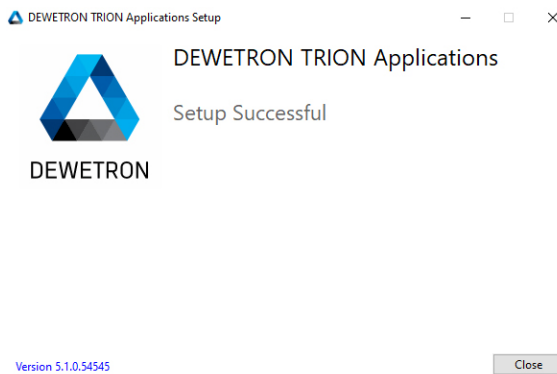 DEWETRON TRION Applications Setup
DEWETRON TRION Applications
Setup Successful
DEWETRON
Version 5.1.0.54545
Close